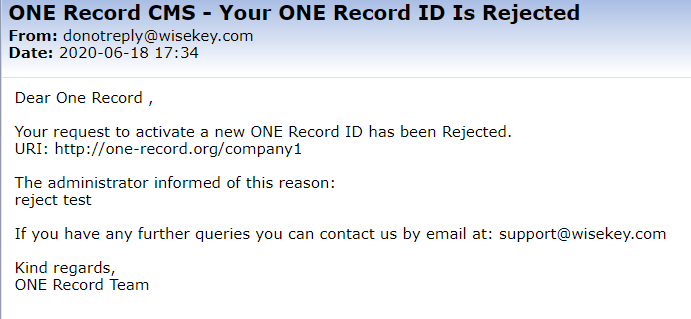 ONE Record CMS - Your ONE Record ID Is Rejected
From: donotreply@wisekey.com
Date: 2020-06-18 17:34
Dear One Record ,
Your request to activate a new ONE Record ID has been Rejected.
URI: http://one-record.org/company1
The administrator informed of this reason:
reject test
If you have any further queries you can contact us by email at: support@wisekey.com
Kind regards,
ONE Record Team